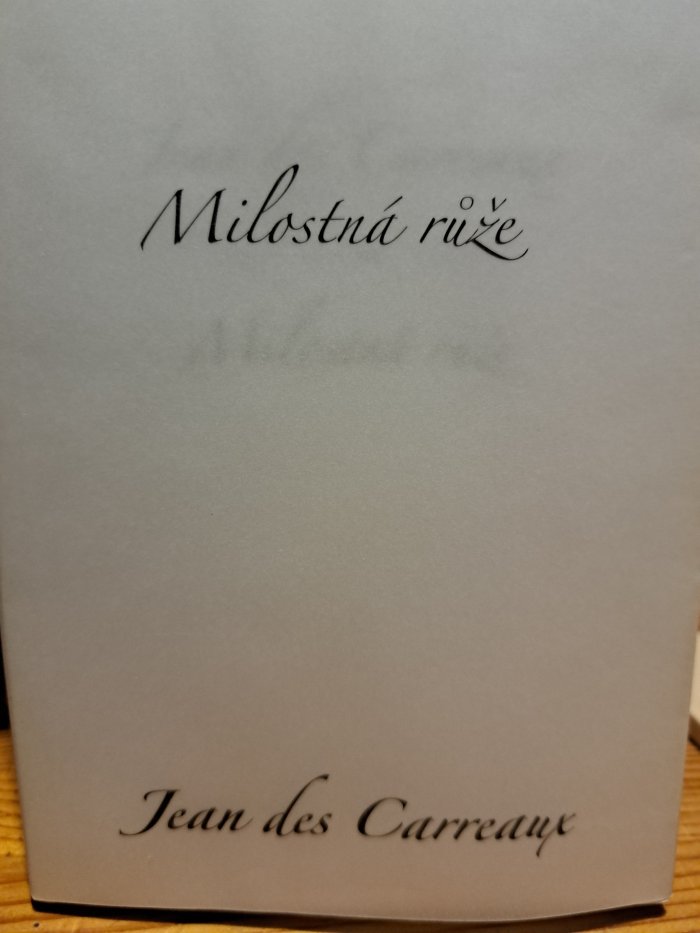 Milostná růže
Jean des Carreaux